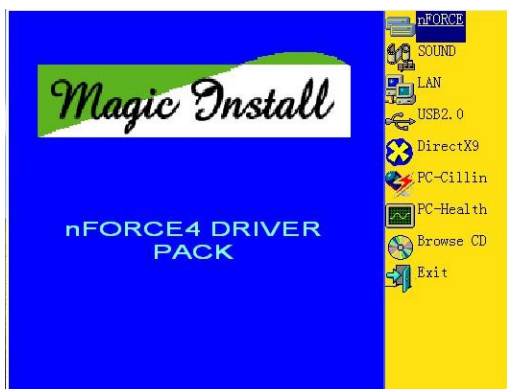 Magic Install
nFORCE4 DRIVER
PACK
nFORCE
SOUND
LAN
USB2.0
DirectX9
PC-Cillin
PC-Health
Browse CD
Exit